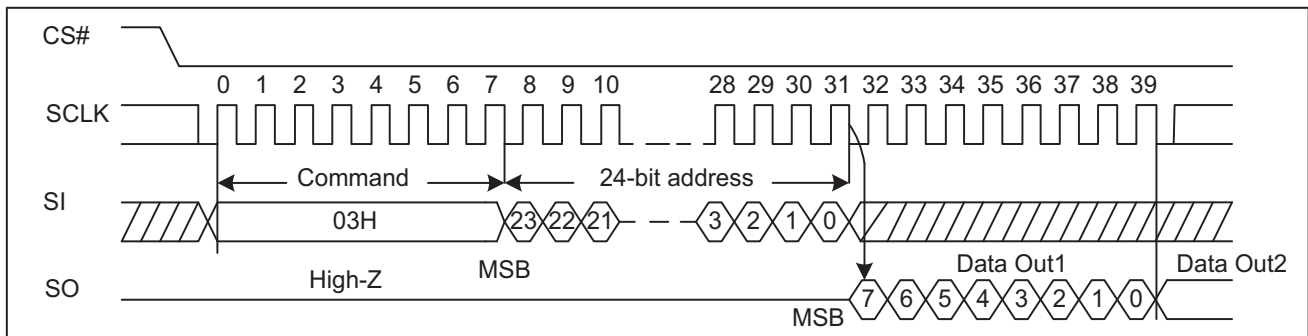 CS#
0 1 2 3 4 5 6 7 8 9 10 28 29 30 31 32 33 34 35 36 37 38 39
SCLK
Command 24-bit address
SI
03H 23 22 21 3 2 1 0
High-Z MSB Data Out1 Data Out2
SO
MSB 7 6 5 4 3 2 1 0